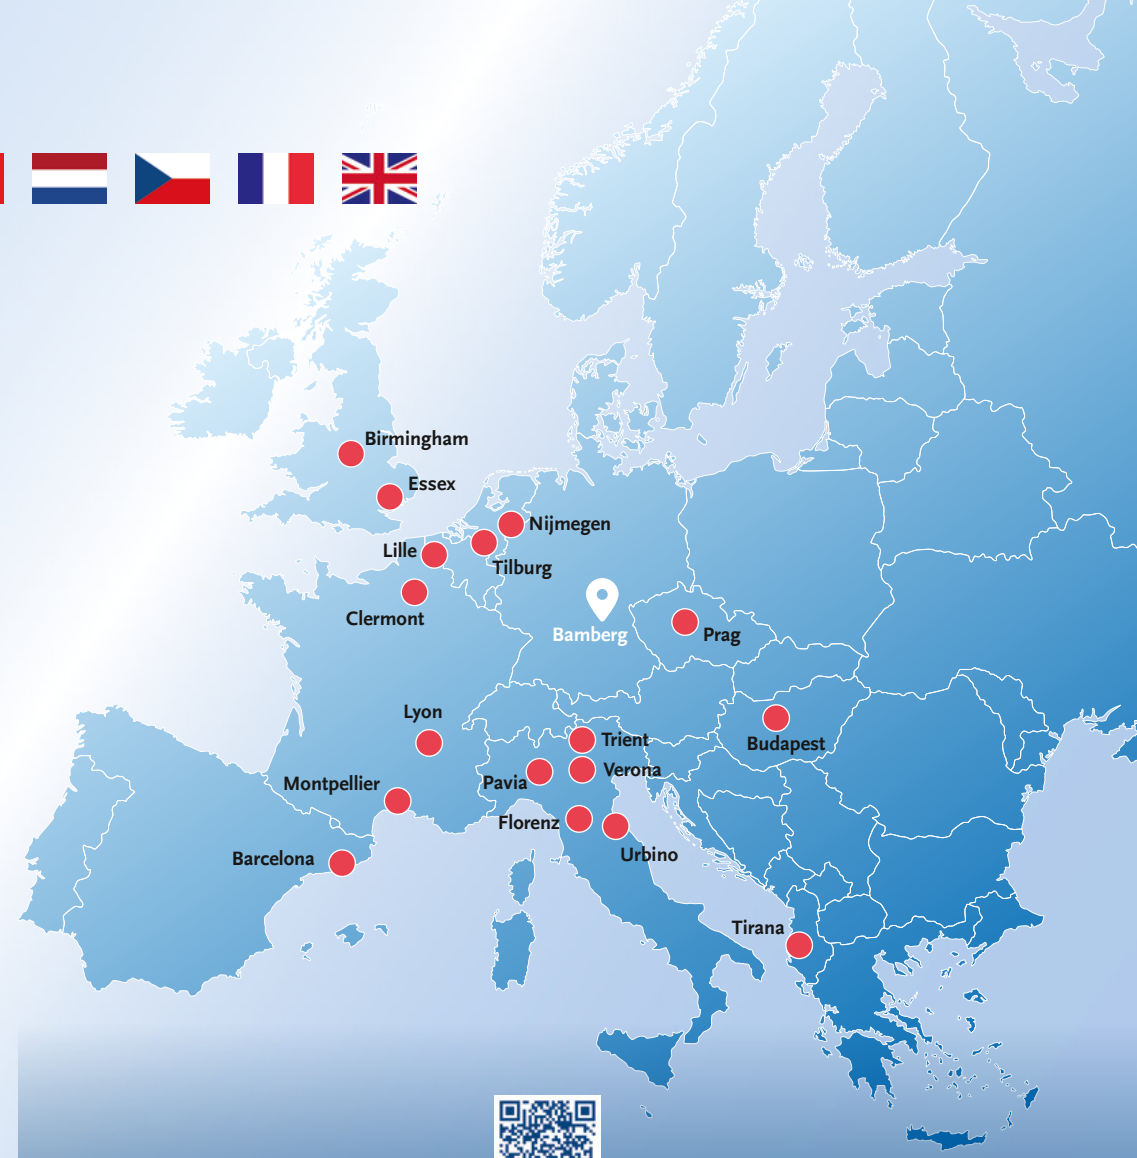 Birmingham
Essex
Nijmegen
Lille
Tilburg
Clermont
Bamberg
Prag
Lyon
Trient
Budapest
Verona
Pavia
Montpellier
Florenz
Urbino
Barcelona
Tirana